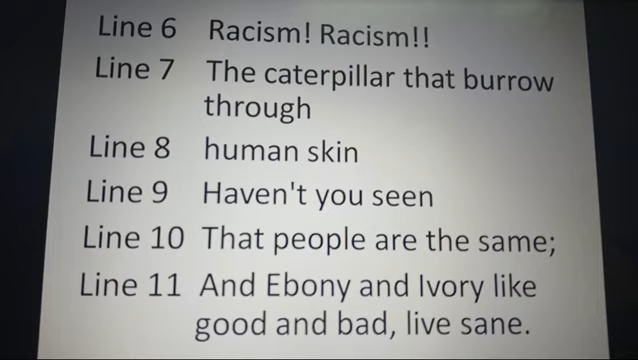 Line 6 Racism! Racism!!
Line 7 The caterpillar that burrow
through
Line 8 human skin
Line 9 Haven't you seen
Line 10 That people are the same;
Line 11 And Ebony and Ivory like
good and bad, live sane.